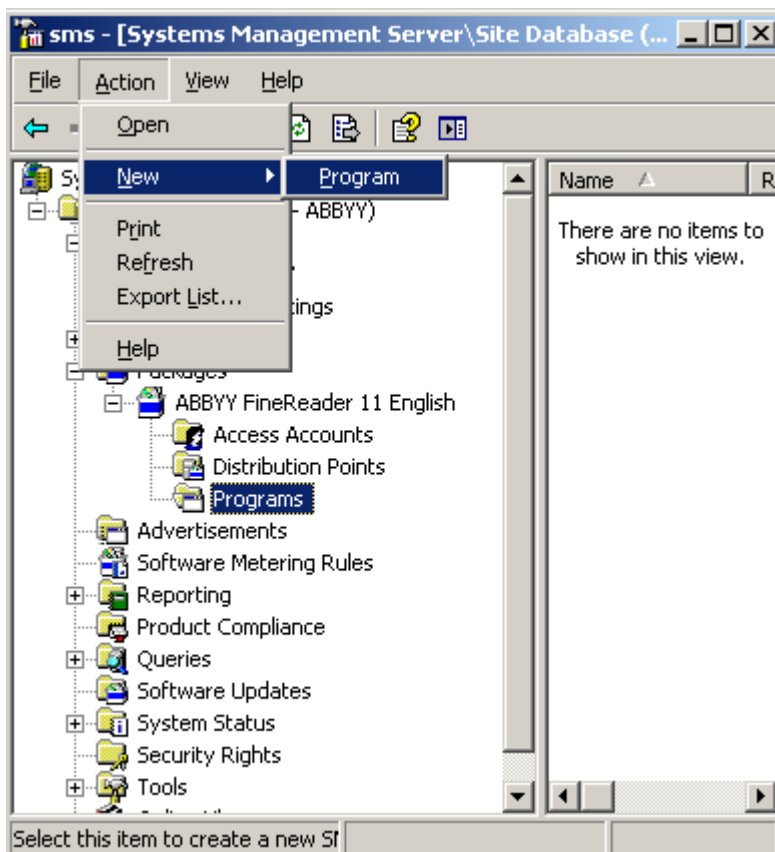 sms - [Systems Management Server\Site Database (...
File Action View Help
Open
New
Program
Print
Refresh
Export List...
Help
- ABBYY)
ings
Packages
ABBYY FineReader 11 English
Access Accounts
Distribution Points
Programs
Advertisements
Software Metering Rules
Reporting
Product Compliance
Queries
Software Updates
System Status
Security Rights
Tools
Name
R
There are no items to
show in this view.
Select this item to create a new